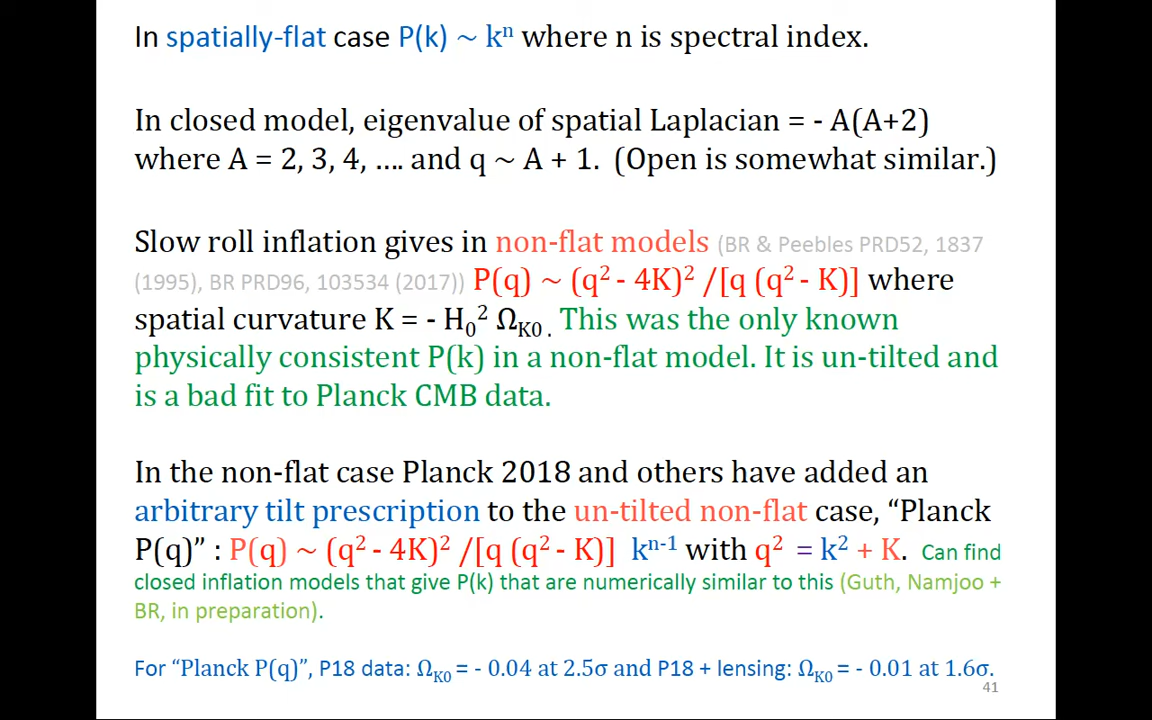 In spatially-flat case P(k) ~ kⁿ where n is spectral index.
In closed model, eigenvalue of spatial Laplacian = - A(A+2)
where A = 2, 3, 4, .... and q ~ A + 1. (Open is somewhat similar.)
Slow roll inflation gives in non-flat models (BR & Peebles PRD52, 1837
(1995), BR PRD96, 103534 (2017)) P(q) ~ (q² - 4K)² /[q (q² - K)] where
spatial curvature K = - H₀² Ω_K0 . This was the only known
physically consistent P(k) in a non-flat model. It is un-tilted and
is a bad fit to Planck CMB data.
In the non-flat case Planck 2018 and others have added an
arbitrary tilt prescription to the un-tilted non-flat case, “Planck
P(q)” : P(q) ~ (q² - 4K)² /[q (q² - K)] kⁿ⁻¹ with q² = k² + K. Can find
closed inflation models that give P(k) that are numerically similar to this (Guth, Namjoo +
BR, in preparation).
For “Planck P(q)”, P18 data: Ω_K0 = - 0.04 at 2.5σ and P18 + lensing: Ω_K0 = - 0.01 at 1.6σ.
41